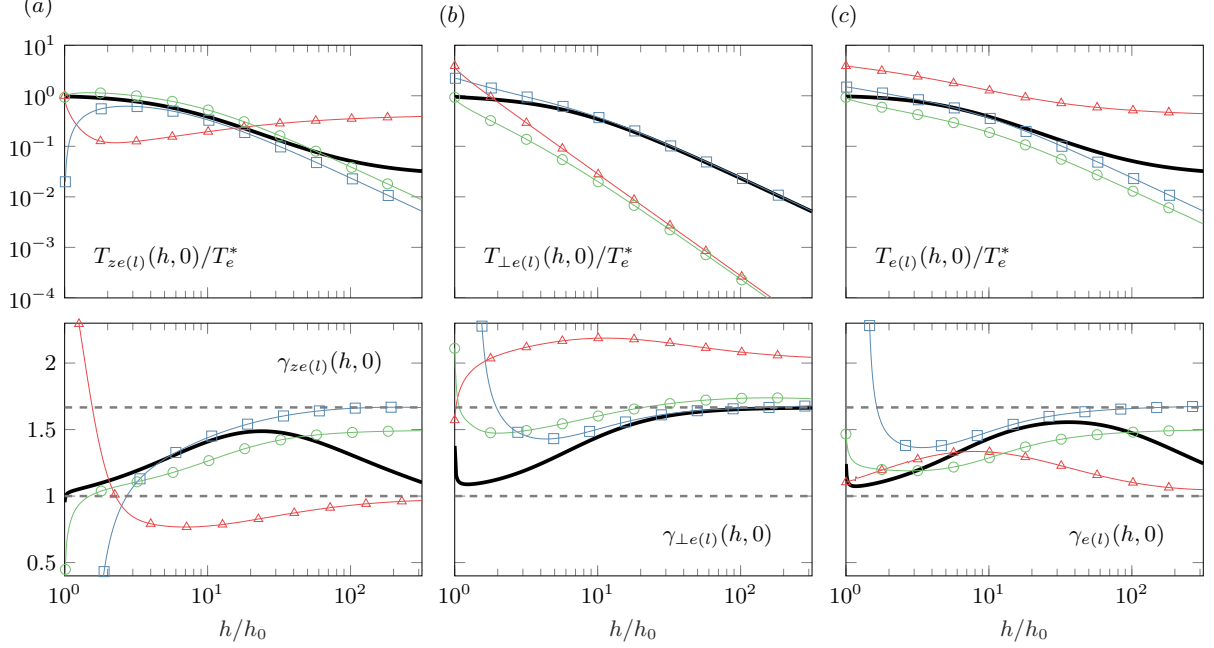 (a)
(b)
(c)
10^1
10^0
10^{-1}
10^{-2}
10^{-3}
10^{-4}
T_{ze(l)}(h, 0)/T_e^*
T_{⊥e(l)}(h, 0)/T_e^*
T_{e(l)}(h, 0)/T_e^*
2
1.5
1
0.5
γ_{ze(l)}(h, 0)
γ_{⊥e(l)}(h, 0)
γ_{e(l)}(h, 0)
10^0 10^1 10^2
10^0 10^1 10^2
10^0 10^1 10^2
h/h_0
h/h_0
h/h_0